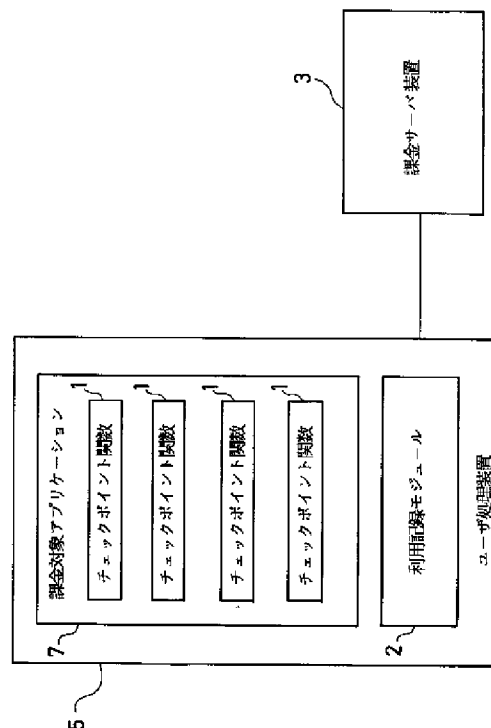 課金対象アプリケーション
チェックポイント関数
1
チェックポイント関数
1
チェックポイント関数
1
チェックポイント関数
1
7
利用記録モジュール
2
ユーザ処理装置
5
課金サーバ装置
3